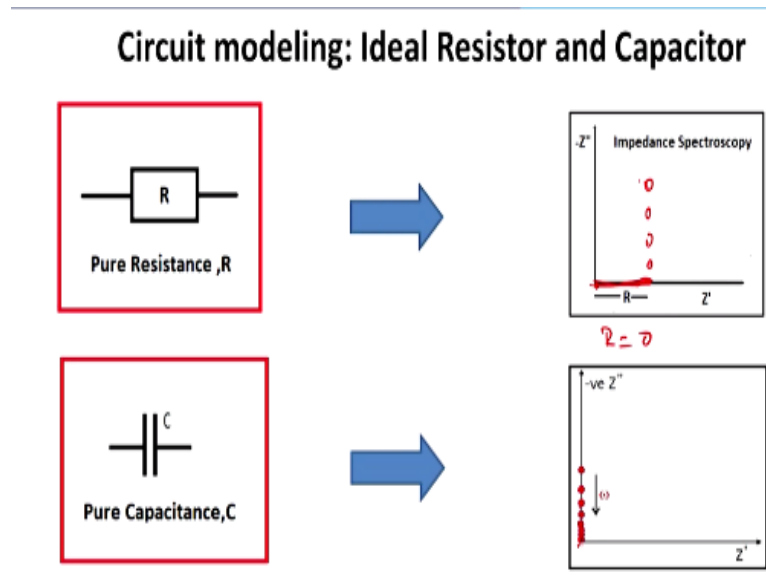 Circuit modeling: Ideal Resistor and Capacitor
R
Pure Resistance ,R
-Z"
Impedance Spectroscopy
R
Z'
R = 0
C
Pure Capacitance,C
-ve Z"
ω
Z'